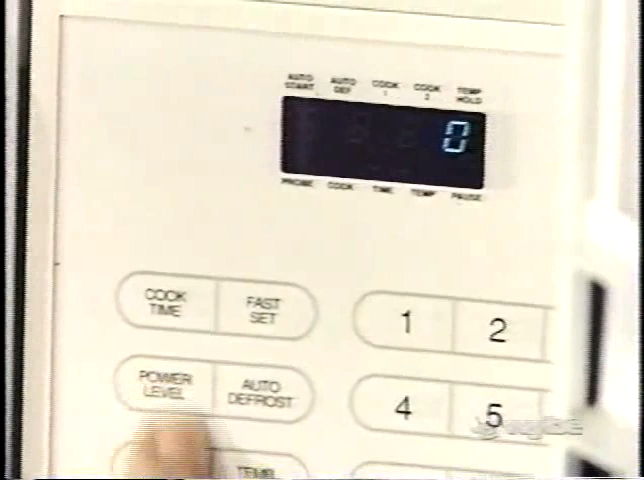 AUTO START AUTO DEF COOK 1 COOK 2 TEMP HOLD
0
PROBE COOK TIME TEMP PAUSE
COOK TIME FAST SET 1 2
POWER LEVEL AUTO DEFROST 4 5
TEMP